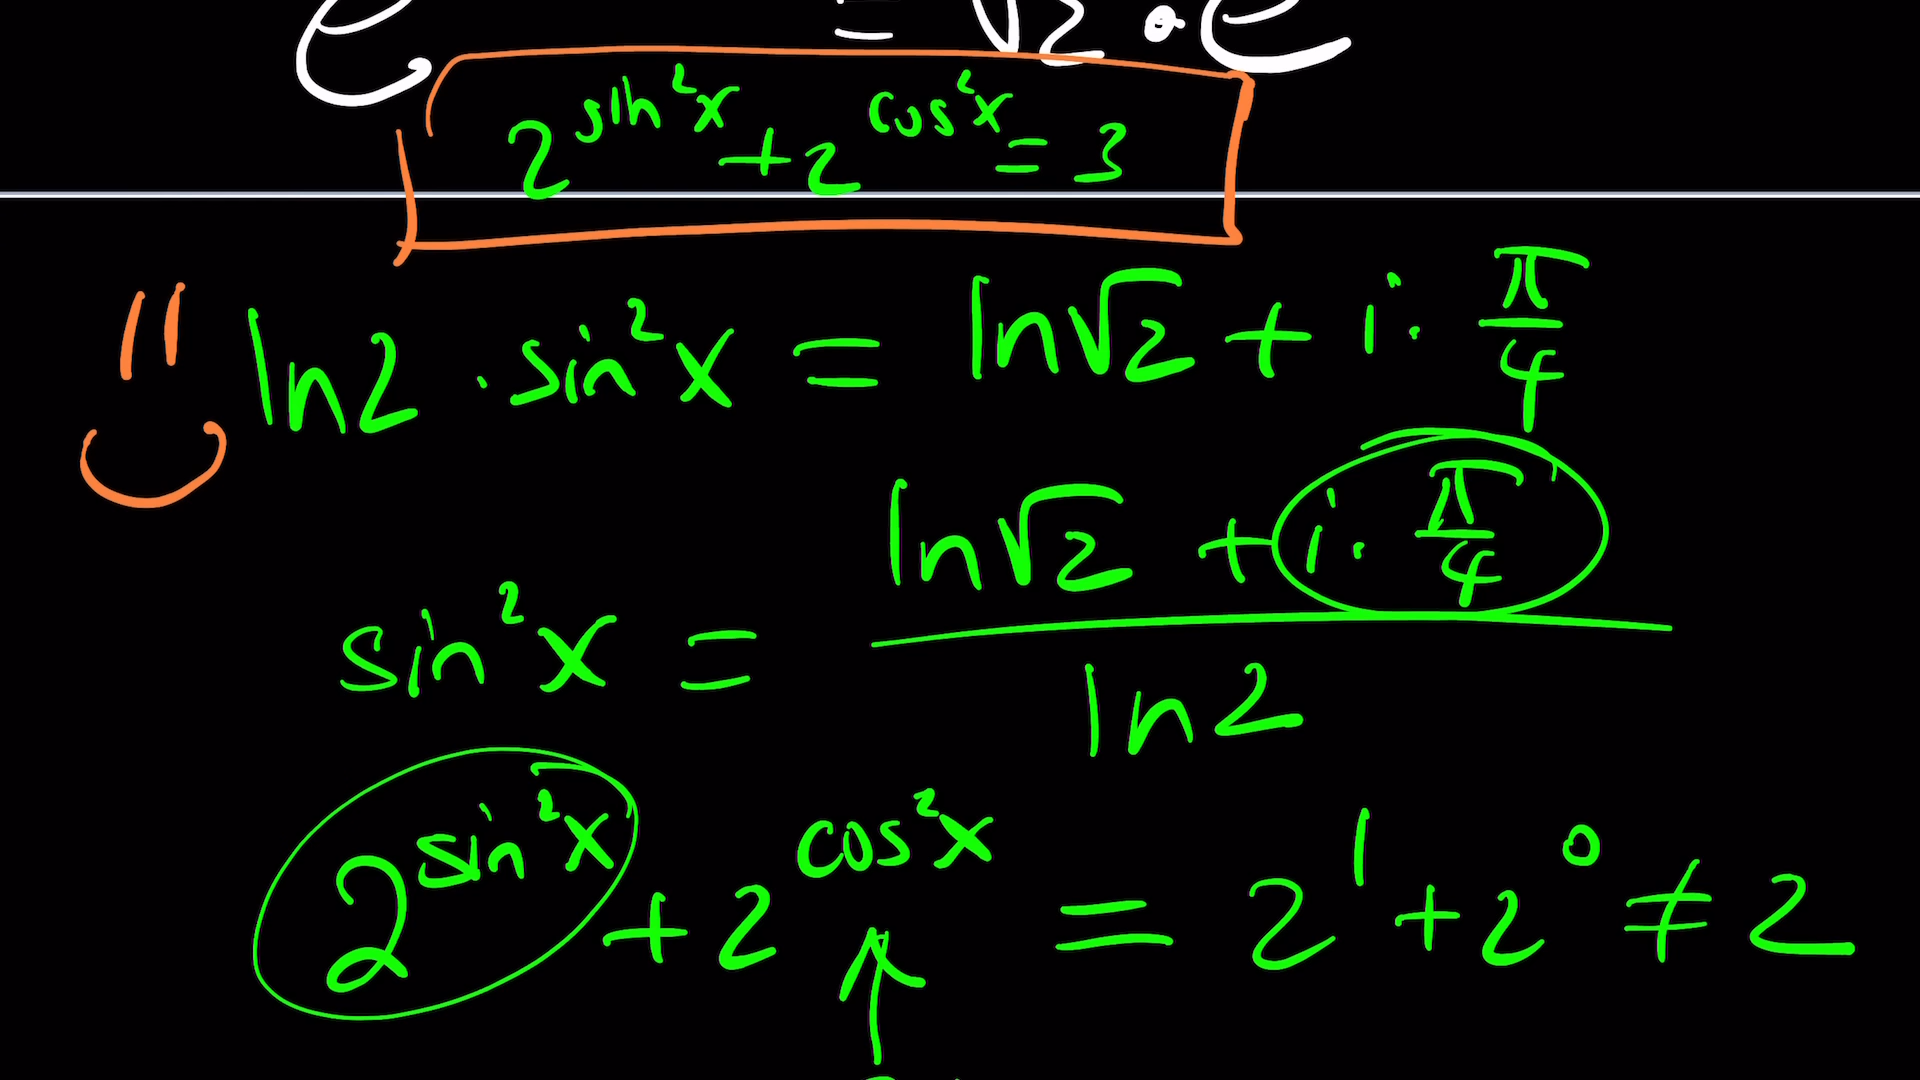 e = √2 · e
2^(sin²x) + 2^(cos²x) = 3
ln2 · sin²x = ln√2 + i · π/4
sin²x = (ln√2 + i · π/4) / ln2
2^(sin²x) + 2^(cos²x) = 2¹ + 2⁰ ≠ 2